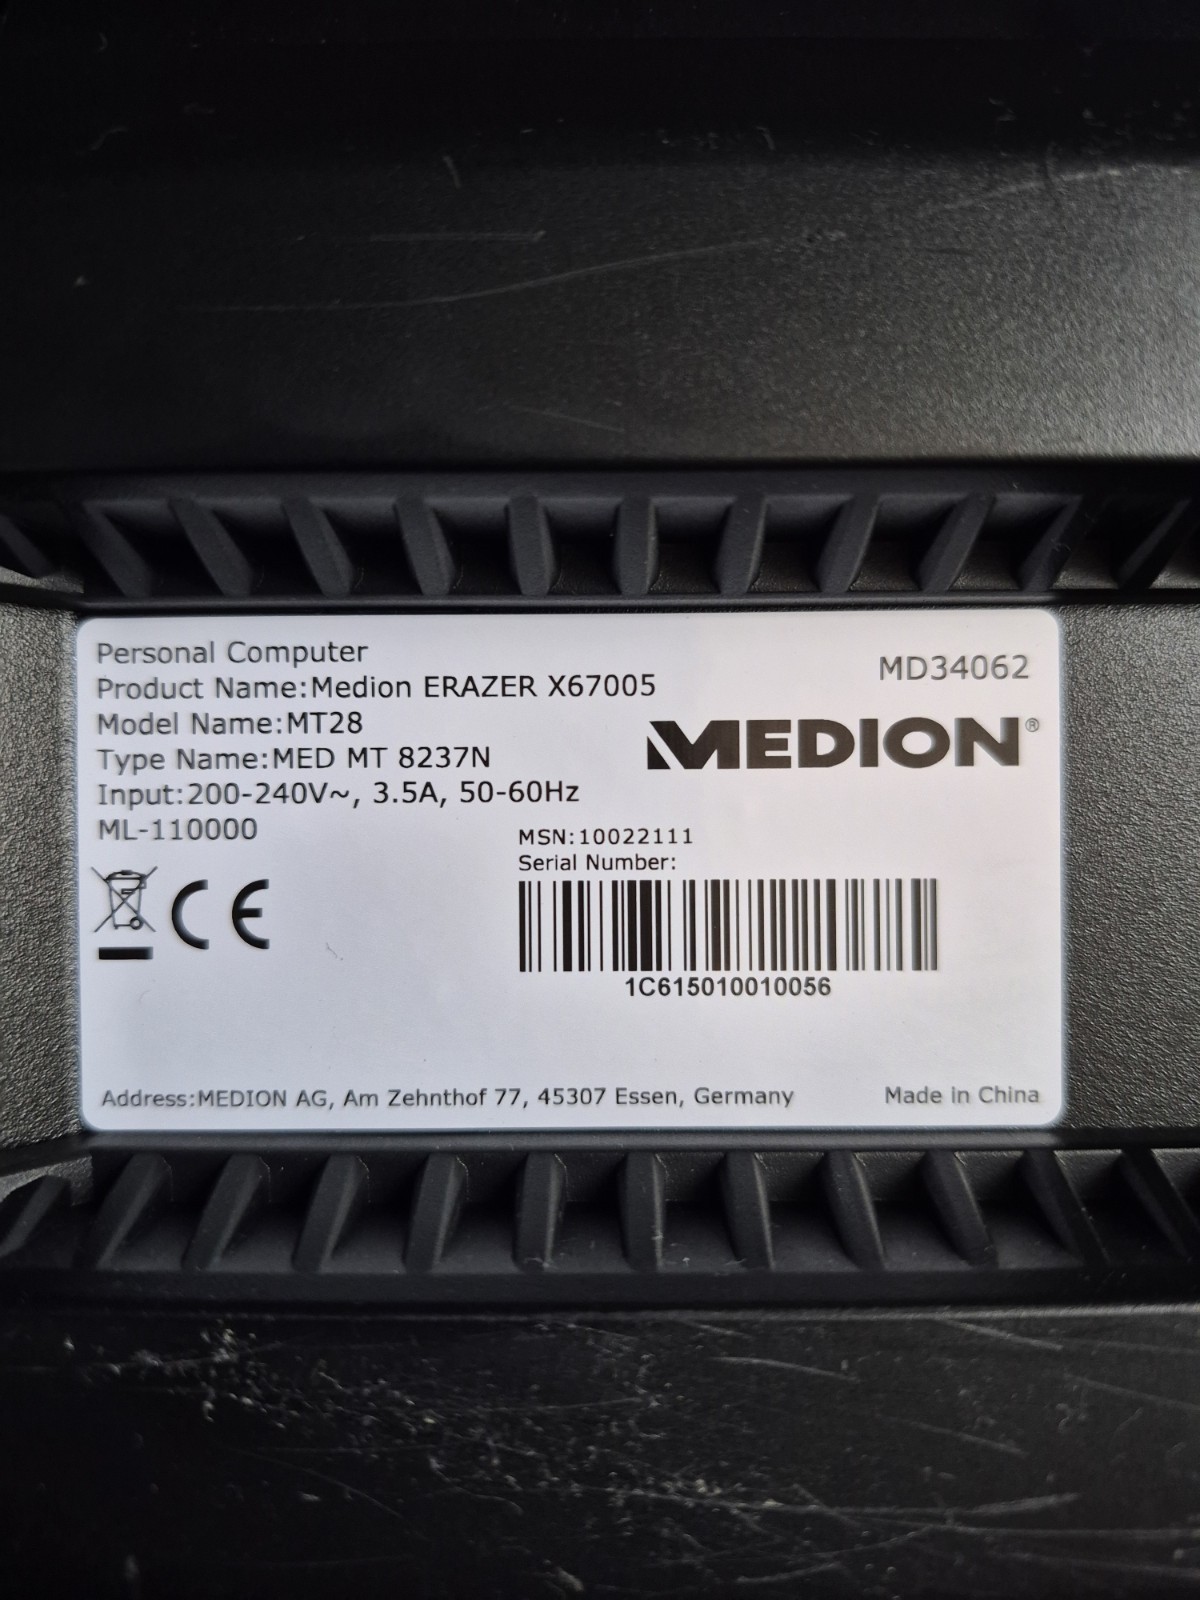 Personal Computer
MD34062
Product Name:Medion ERAZER X67005
Model Name:MT28
MEDION®
Type Name:MED MT 8237N
Input:200-240V~, 3.5A, 50-60Hz
ML-110000
MSN:10022111
Serial Number:
CE
1C615010010056
Address:MEDION AG, Am Zehnthof 77, 45307 Essen, Germany
Made in China